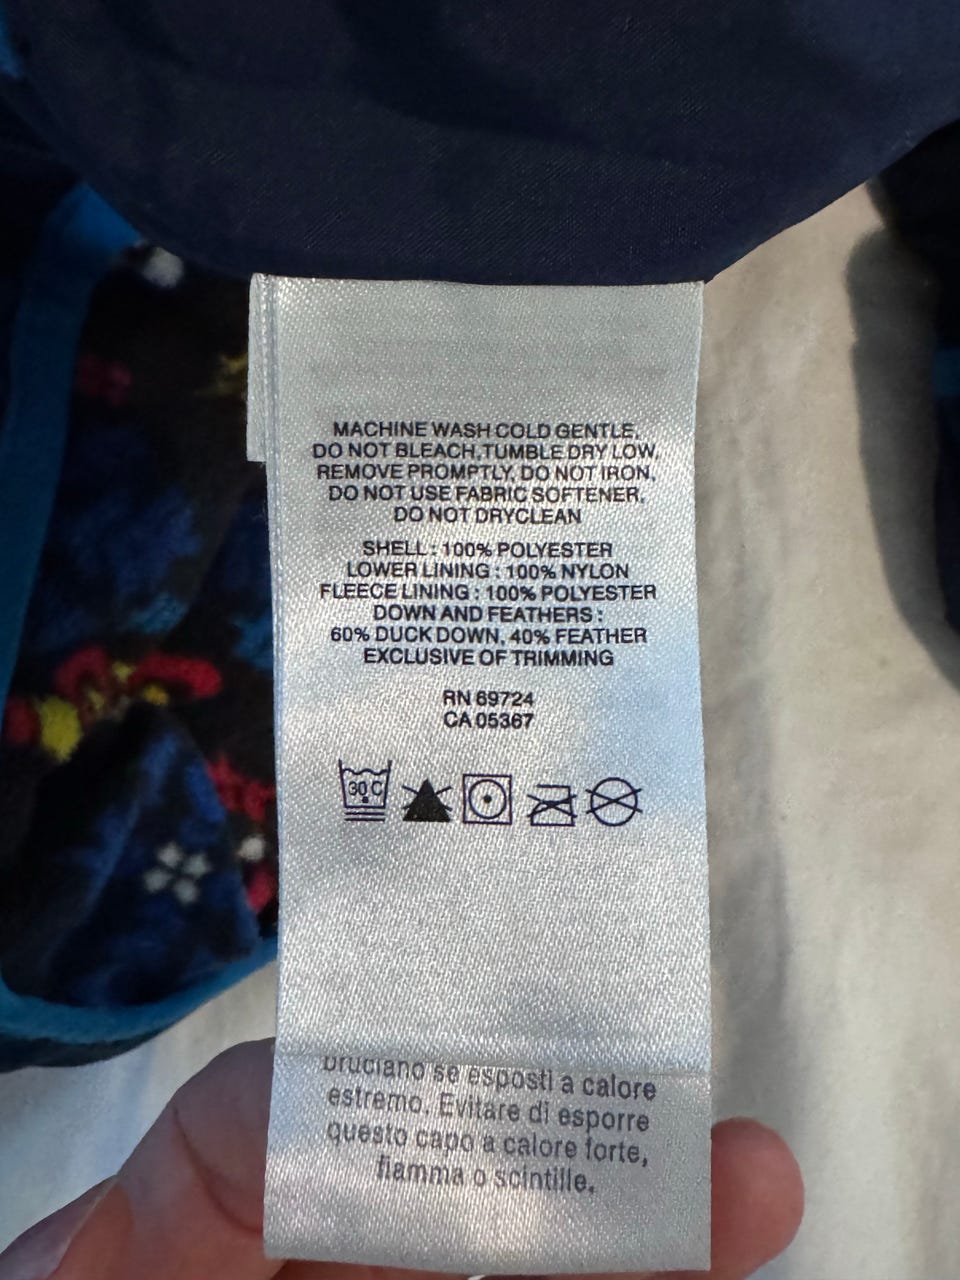 MACHINE WASH COLD GENTLE,
DO NOT BLEACH,TUMBLE DRY LOW,
REMOVE PROMPTLY, DO NOT IRON,
DO NOT USE FABRIC SOFTENER,
DO NOT DRYCLEAN
SHELL : 100% POLYESTER
LOWER LINING : 100% NYLON
FLEECE LINING : 100% POLYESTER
DOWN AND FEATHERS :
60% DUCK DOWN, 40% FEATHER
EXCLUSIVE OF TRIMMING
RN 69724
CA 05367
30 C
bruciano se esposti a calore
estremo. Evitare di esporre
questo capo a calore forte,
fiamma o scintille.